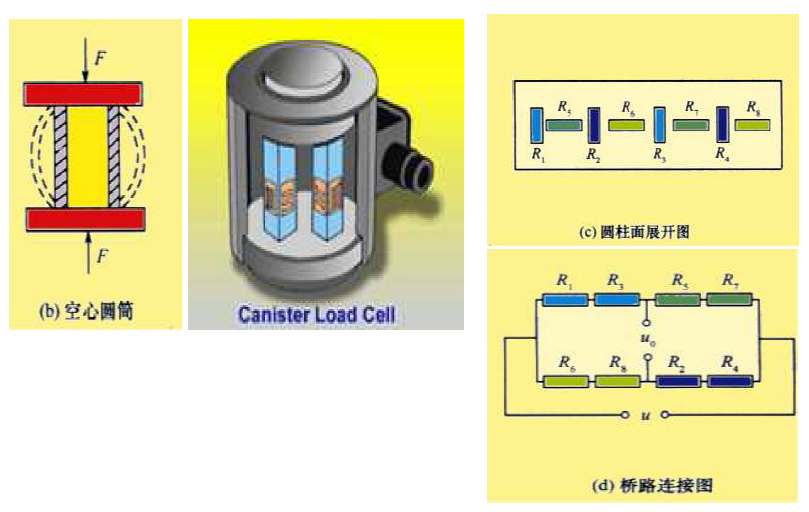 F
F
(b) 空心圆筒
Canister Load Cell
R5 R6 R7 R8
R1 R2 R3 R4
(c) 圆柱面展开图
R1 R3 R5 R7
uo
R6 R8 R2 R4
u
(d) 桥路连接图